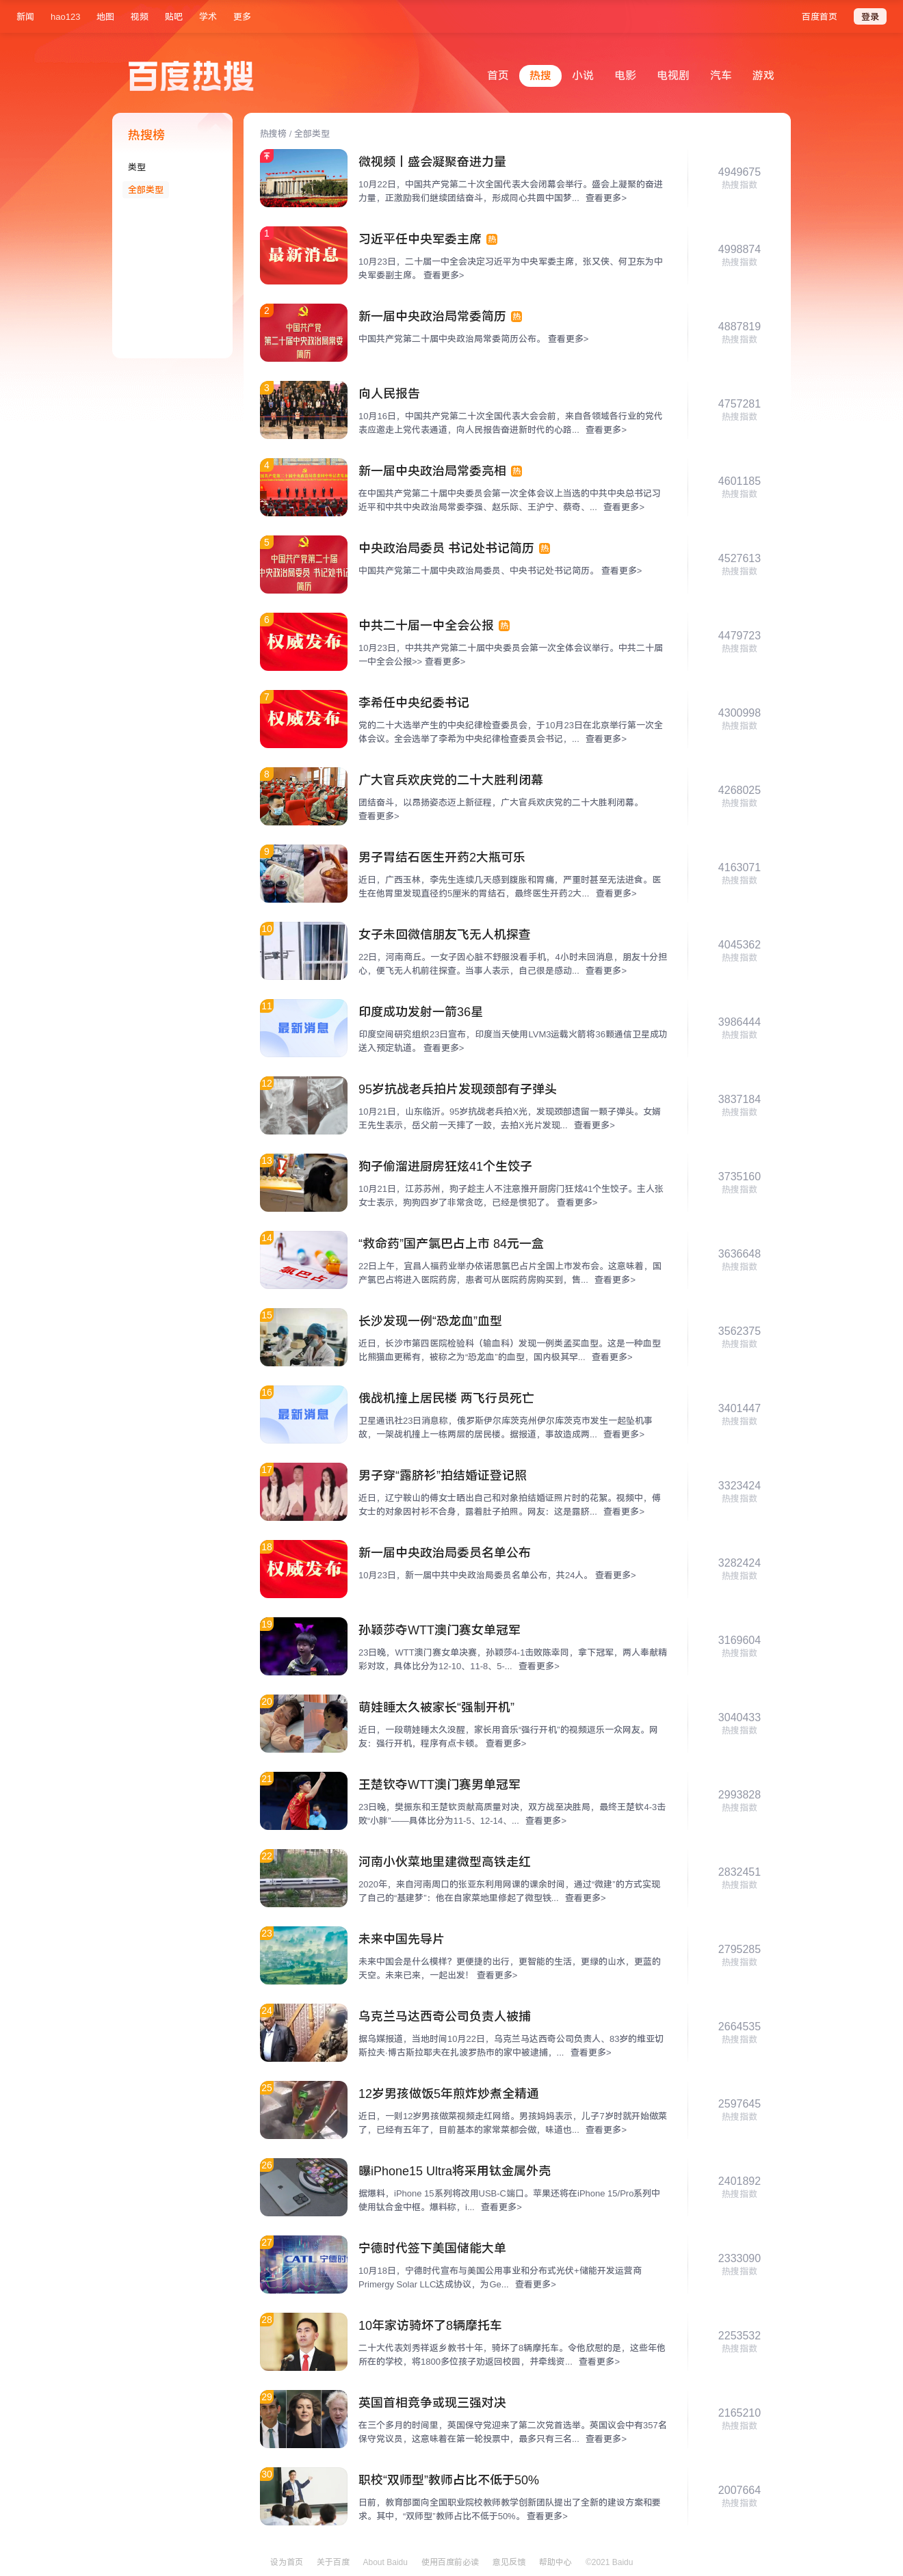 新闻 hao123 地图 视频 贴吧 学术 更多 百度首页 登录
百度热搜
首页 热搜 小说 电影 电视剧 汽车 游戏
热搜榜
类型
全部类型
热搜榜 / 全部类型
微视频丨盛会凝聚奋进力量
10月22日，中国共产党第二十次全国代表大会闭幕会举行。盛会上凝聚的奋进
力量，正激励我们继续团结奋斗，形成同心共圆中国梦... 查看更多>
4949675
热搜指数
1
最新消息
习近平任中央军委主席 热
10月23日，二十届一中全会决定习近平为中央军委主席，张又侠、何卫东为中
央军委副主席。 查看更多>
4998874
热搜指数
2
中国共产党
第二十届中央政治局常委
简历
新一届中央政治局常委简历 热
中国共产党第二十届中央政治局常委简历公布。 查看更多>
4887819
热搜指数
3
向人民报告
10月16日，中国共产党第二十次全国代表大会会前，来自各领域各行业的党代
表应邀走上党代表通道，向人民报告奋进新时代的心路... 查看更多>
4757281
热搜指数
4
新一届中央政治局常委亮相 热
在中国共产党第二十届中央委员会第一次全体会议上当选的中共中央总书记习
近平和中共中央政治局常委李强、赵乐际、王沪宁、蔡奇、... 查看更多>
4601185
热搜指数
5
中国共产党第二十届
中央政治局委员 书记处书记
简历
中央政治局委员 书记处书记简历 热
中国共产党第二十届中央政治局委员、中央书记处书记简历。 查看更多>
4527613
热搜指数
6
权威发布
中共二十届一中全会公报 热
10月23日，中共共产党第二十届中央委员会第一次全体会议举行。中共二十届
一中全会公报>> 查看更多>
4479723
热搜指数
7
权威发布
李希任中央纪委书记
党的二十大选举产生的中央纪律检查委员会，于10月23日在北京举行第一次全
体会议。全会选举了李希为中央纪律检查委员会书记，... 查看更多>
4300998
热搜指数
8
广大官兵欢庆党的二十大胜利闭幕
团结奋斗，以昂扬姿态迈上新征程，广大官兵欢庆党的二十大胜利闭幕。
查看更多>
4268025
热搜指数
9
男子胃结石医生开药2大瓶可乐
近日，广西玉林，李先生连续几天感到腹胀和胃痛，严重时甚至无法进食。医
生在他胃里发现直径约5厘米的胃结石，最终医生开药2大... 查看更多>
4163071
热搜指数
10
女子未回微信朋友飞无人机探查
22日，河南商丘。一女子因心脏不舒服没看手机，4小时未回消息，朋友十分担
心，便飞无人机前往探查。当事人表示，自己很是感动... 查看更多>
4045362
热搜指数
11
最新消息
印度成功发射一箭36星
印度空间研究组织23日宣布，印度当天使用LVM3运载火箭将36颗通信卫星成功
送入预定轨道。 查看更多>
3986444
热搜指数
12
95岁抗战老兵拍片发现颈部有子弹头
10月21日，山东临沂。95岁抗战老兵拍X光，发现颈部遗留一颗子弹头。女婿
王先生表示，岳父前一天摔了一跤，去拍X光片发现... 查看更多>
3837184
热搜指数
13
狗子偷溜进厨房狂炫41个生饺子
10月21日，江苏苏州，狗子趁主人不注意推开厨房门狂炫41个生饺子。主人张
女士表示，狗狗四岁了非常贪吃，已经是惯犯了。 查看更多>
3735160
热搜指数
14
氯巴占
“救命药”国产氯巴占上市 84元一盒
22日上午，宜昌人福药业举办依诺思氯巴占片全国上市发布会。这意味着，国
产氯巴占将进入医院药房，患者可从医院药房购买到，售... 查看更多>
3636648
热搜指数
15
长沙发现一例“恐龙血”血型
近日，长沙市第四医院检验科（输血科）发现一例类孟买血型。这是一种血型
比熊猫血更稀有，被称之为“恐龙血”的血型，国内极其罕... 查看更多>
3562375
热搜指数
16
最新消息
俄战机撞上居民楼 两飞行员死亡
卫星通讯社23日消息称，俄罗斯伊尔库茨克州伊尔库茨克市发生一起坠机事
故，一架战机撞上一栋两层的居民楼。据报道，事故造成两... 查看更多>
3401447
热搜指数
17
男子穿“露脐衫”拍结婚证登记照
近日，辽宁鞍山的傅女士晒出自己和对象拍结婚证照片时的花絮。视频中，傅
女士的对象因衬衫不合身，露着肚子拍照。网友：这是露脐... 查看更多>
3323424
热搜指数
18
权威发布
新一届中央政治局委员名单公布
10月23日，新一届中共中央政治局委员名单公布，共24人。 查看更多>
3282424
热搜指数
19
孙颖莎夺WTT澳门赛女单冠军
23日晚，WTT澳门赛女单决赛，孙颖莎4-1击败陈幸同，拿下冠军，两人奉献精
彩对攻，具体比分为12-10、11-8、5-... 查看更多>
3169604
热搜指数
20
萌娃睡太久被家长“强制开机”
近日，一段萌娃睡太久没醒，家长用音乐“强行开机”的视频逗乐一众网友。网
友：强行开机，程序有点卡顿。 查看更多>
3040433
热搜指数
21
王楚钦夺WTT澳门赛男单冠军
23日晚，樊振东和王楚钦贡献高质量对决，双方战至决胜局，最终王楚钦4-3击
败“小胖”——具体比分为11-5、12-14、... 查看更多>
2993828
热搜指数
22
河南小伙菜地里建微型高铁走红
2020年，来自河南周口的张亚东利用网课的课余时间，通过“微建”的方式实现
了自己的“基建梦”：他在自家菜地里修起了微型铁... 查看更多>
2832451
热搜指数
23
未来中国先导片
未来中国会是什么模样？更便捷的出行，更智能的生活，更绿的山水，更蓝的
天空。未来已来，一起出发！ 查看更多>
2795285
热搜指数
24
乌克兰马达西奇公司负责人被捕
据乌媒报道，当地时间10月22日，乌克兰马达西奇公司负责人、83岁的维亚切
斯拉夫·博古斯拉耶夫在扎波罗热市的家中被逮捕，... 查看更多>
2664535
热搜指数
25
12岁男孩做饭5年煎炸炒煮全精通
近日，一则12岁男孩做菜视频走红网络。男孩妈妈表示，儿子7岁时就开始做菜
了，已经有五年了，目前基本的家常菜都会做，味道也... 查看更多>
2597645
热搜指数
26
曝iPhone15 Ultra将采用钛金属外壳
据爆料，iPhone 15系列将改用USB-C端口。苹果还将在iPhone 15/Pro系列中
使用钛合金中框。爆料称，i... 查看更多>
2401892
热搜指数
27
CATL 宁德时
宁德时代签下美国储能大单
10月18日，宁德时代宣布与美国公用事业和分布式光伏+储能开发运营商
Primergy Solar LLC达成协议，为Ge... 查看更多>
2333090
热搜指数
28
10年家访骑坏了8辆摩托车
二十大代表刘秀祥返乡教书十年，骑坏了8辆摩托车。令他欣慰的是，这些年他
所在的学校，将1800多位孩子劝返回校园，并牵线资... 查看更多>
2253532
热搜指数
29
英国首相竞争或现三强对决
在三个多月的时间里，英国保守党迎来了第二次党首选举。英国议会中有357名
保守党议员，这意味着在第一轮投票中，最多只有三名... 查看更多>
2165210
热搜指数
30
职校“双师型”教师占比不低于50%
日前，教育部面向全国职业院校教师教学创新团队提出了全新的建设方案和要
求。其中，“双师型”教师占比不低于50%。 查看更多>
2007664
热搜指数
设为首页 关于百度 About Baidu 使用百度前必读 意见反馈 帮助中心 ©2021 Baidu